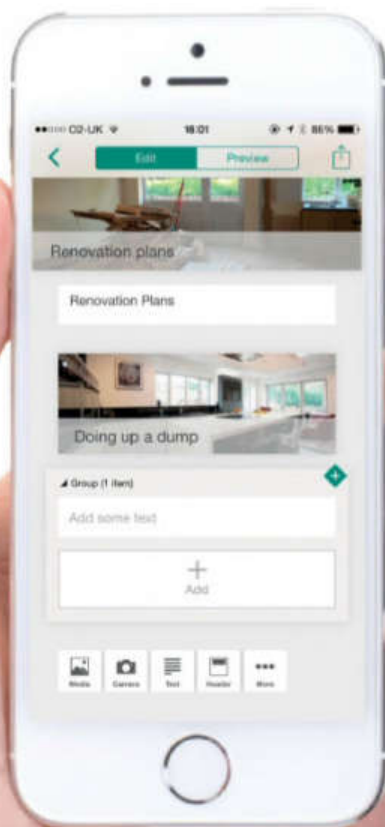 O2-UK 16:01 86%
Edit Preview
Renovation plans
Renovation Plans
Doing up a dump
Group (1 item)
Add some text
+
Add
Media Camera Text Header More